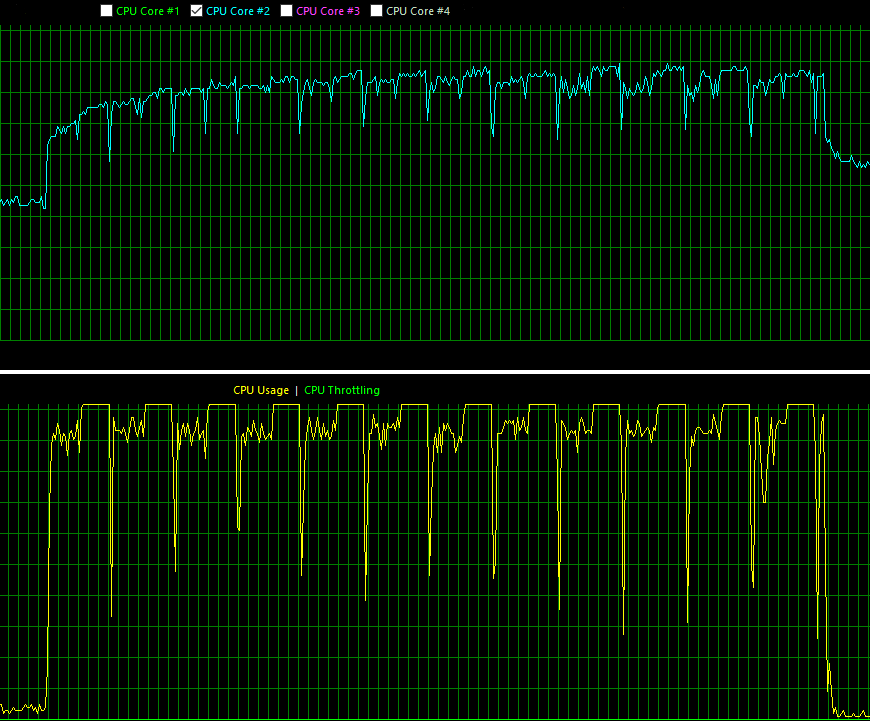 CPU Core #1 CPU Core #2 CPU Core #3 CPU Core #4
CPU Usage | CPU Throttling